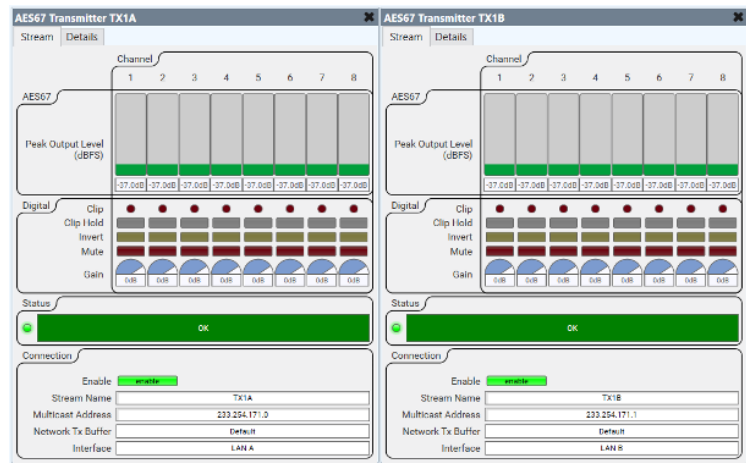 AES67 Transmitter TX1A
Stream Details
Channel
1 2 3 4 5 6 7 8
AES67
Peak Output Level
(dBFS)
-37.0dB -37.0dB -37.0dB -37.0dB -37.0dB -37.0dB -37.0dB -37.0dB
Digital
Clip
Clip Hold
Invert
Mute
Gain
0dB 0dB 0dB 0dB 0dB 0dB 0dB 0dB
Status
OK
Connection
Enable enable
Stream Name TX1A
Multicast Address 233.254.171.0
Network Tx Buffer Default
Interface LAN A
AES67 Transmitter TX1B
Stream Details
Channel
1 2 3 4 5 6 7 8
AES67
Peak Output Level
(dBFS)
-37.0dB -37.0dB -37.0dB -37.0dB -37.0dB -37.0dB -37.0dB -37.0dB
Digital
Clip
Clip Hold
Invert
Mute
Gain
0dB 0dB 0dB 0dB 0dB 0dB 0dB 0dB
Status
OK
Connection
Enable enable
Stream Name TX1B
Multicast Address 233.254.171.1
Network Tx Buffer Default
Interface LAN B